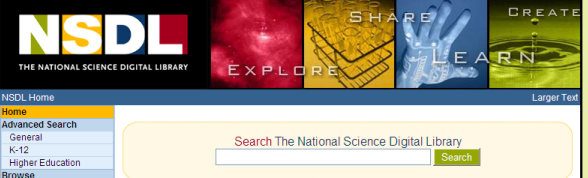 NSDL
THE NATIONAL SCIENCE DIGITAL LIBRARY
EXPLORE
SHARE
LEARN
CREATE
NSDL Home
Larger Text
Home
Advanced Search
General
K-12
Higher Education
Browse
Search The National Science Digital Library
Search